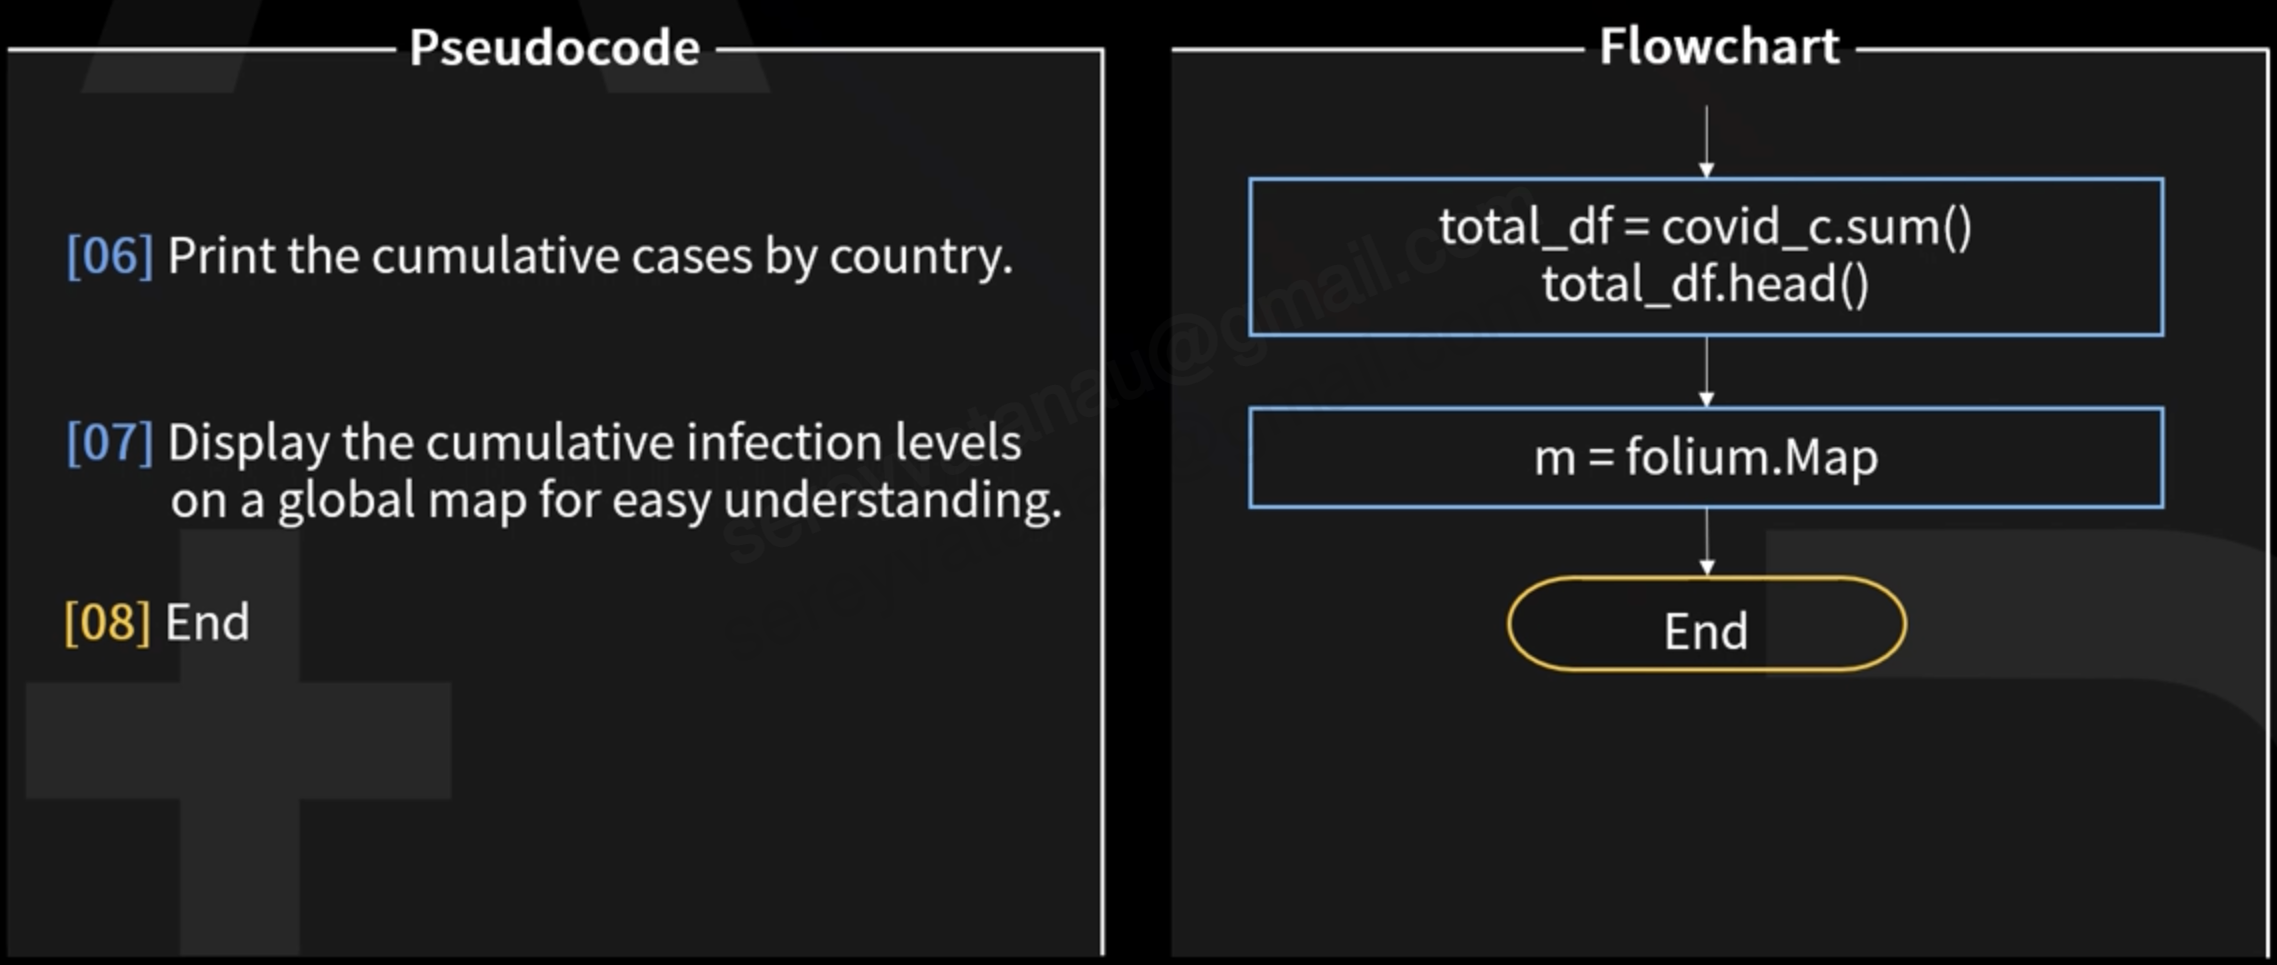 Pseudocode
[06] Print the cumulative cases by country.
[07] Display the cumulative infection levels
on a global map for easy understanding.
[08] End
Flowchart
total_df = covid_c.sum()
total_df.head()
m = folium.Map
End